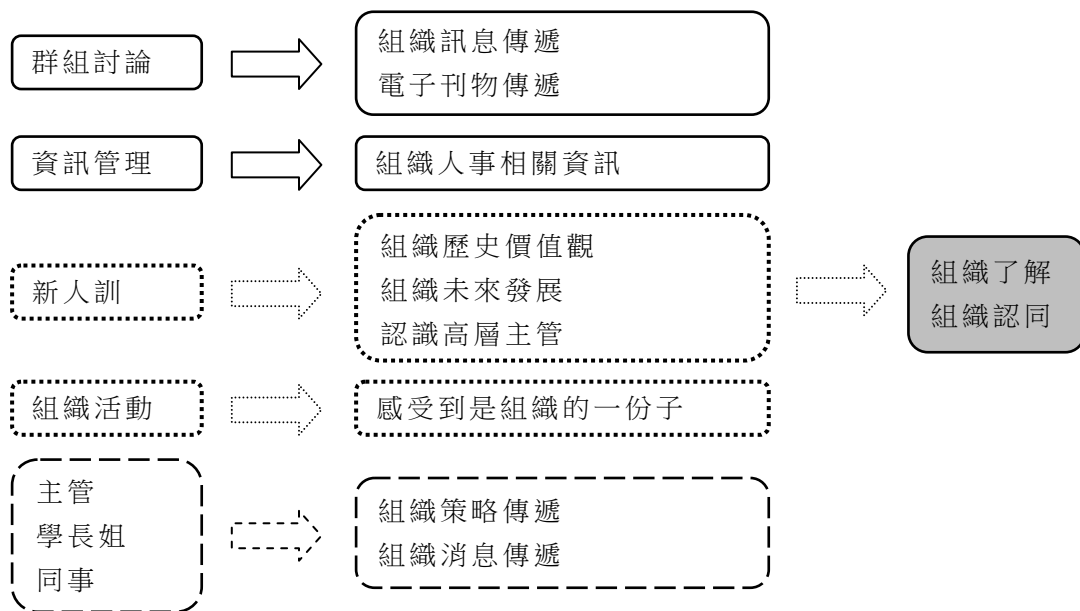 群組討論
組織訊息傳遞
電子刊物傳遞
資訊管理
組織人事相關資訊
新人訓
組織歷史價值觀
組織未來發展
認識高層主管
組織了解
組織認同
組織活動
感受到是組織的一份子
主管
學長姐
同事
組織策略傳遞
組織消息傳遞